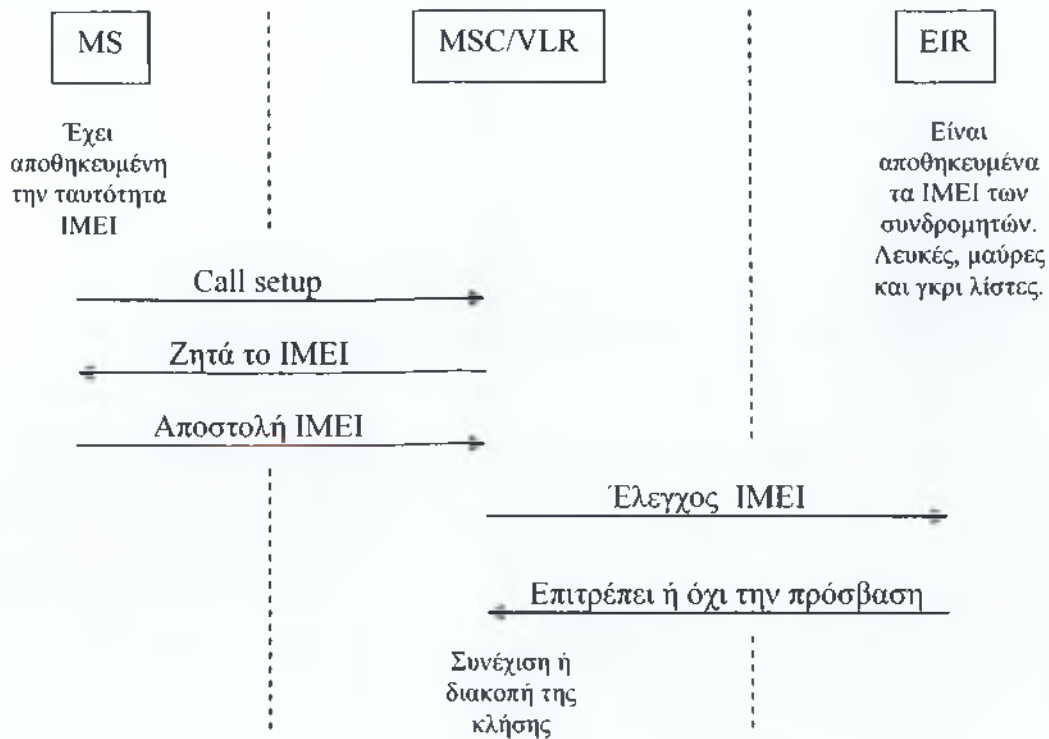 MS
MSC/VLR
EIR
Έχει
αποθηκευμένη
την ταυτότητα
IMEI
Είναι
αποθηκευμένα
τα IMEI των
συνδρομητών.
Λευκές, μαύρες
και γκρι λίστες.
Call setup
Ζητά το IMEI
Αποστολή IMEI
Έλεγχος IMEI
Επιτρέπει ή όχι την πρόσβαση
Συνέχιση ή
διακοπή της
κλήσης